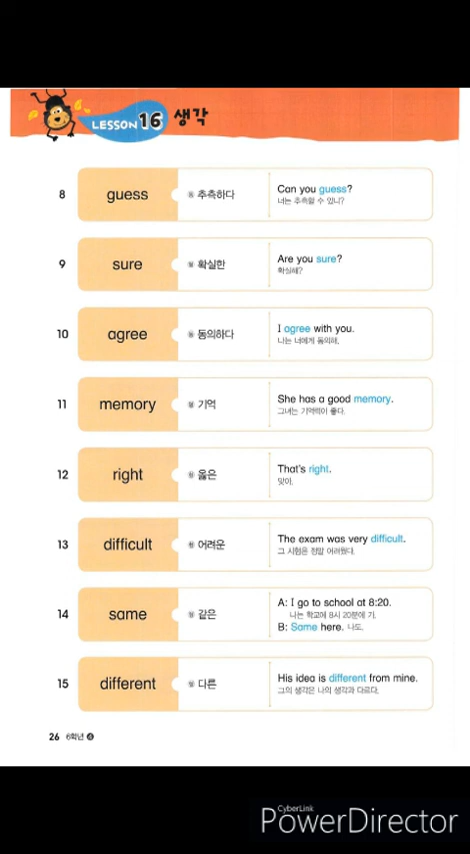 LESSON 16 생각
8 guess 동 추측하다 Can you guess?
너는 추측할 수 있니?
9 sure 형 확실한 Are you sure?
확실해?
10 agree 동 동의하다 I agree with you.
나는 너에게 동의해.
11 memory 명 기억 She has a good memory.
그녀는 기억력이 좋다.
12 right 형 옳은 That's right.
맞아.
13 difficult 형 어려운 The exam was very difficult.
그 시험은 정말 어려웠다.
14 same 형 같은 A: I go to school at 8:20.
나는 학교에 8시 20분에 가.
B: Same here. 나도.
15 different 형 다른 His idea is different from mine.
그의 생각은 나의 생각과 다르다.
26 6학년 4
CyberLink
PowerDirector